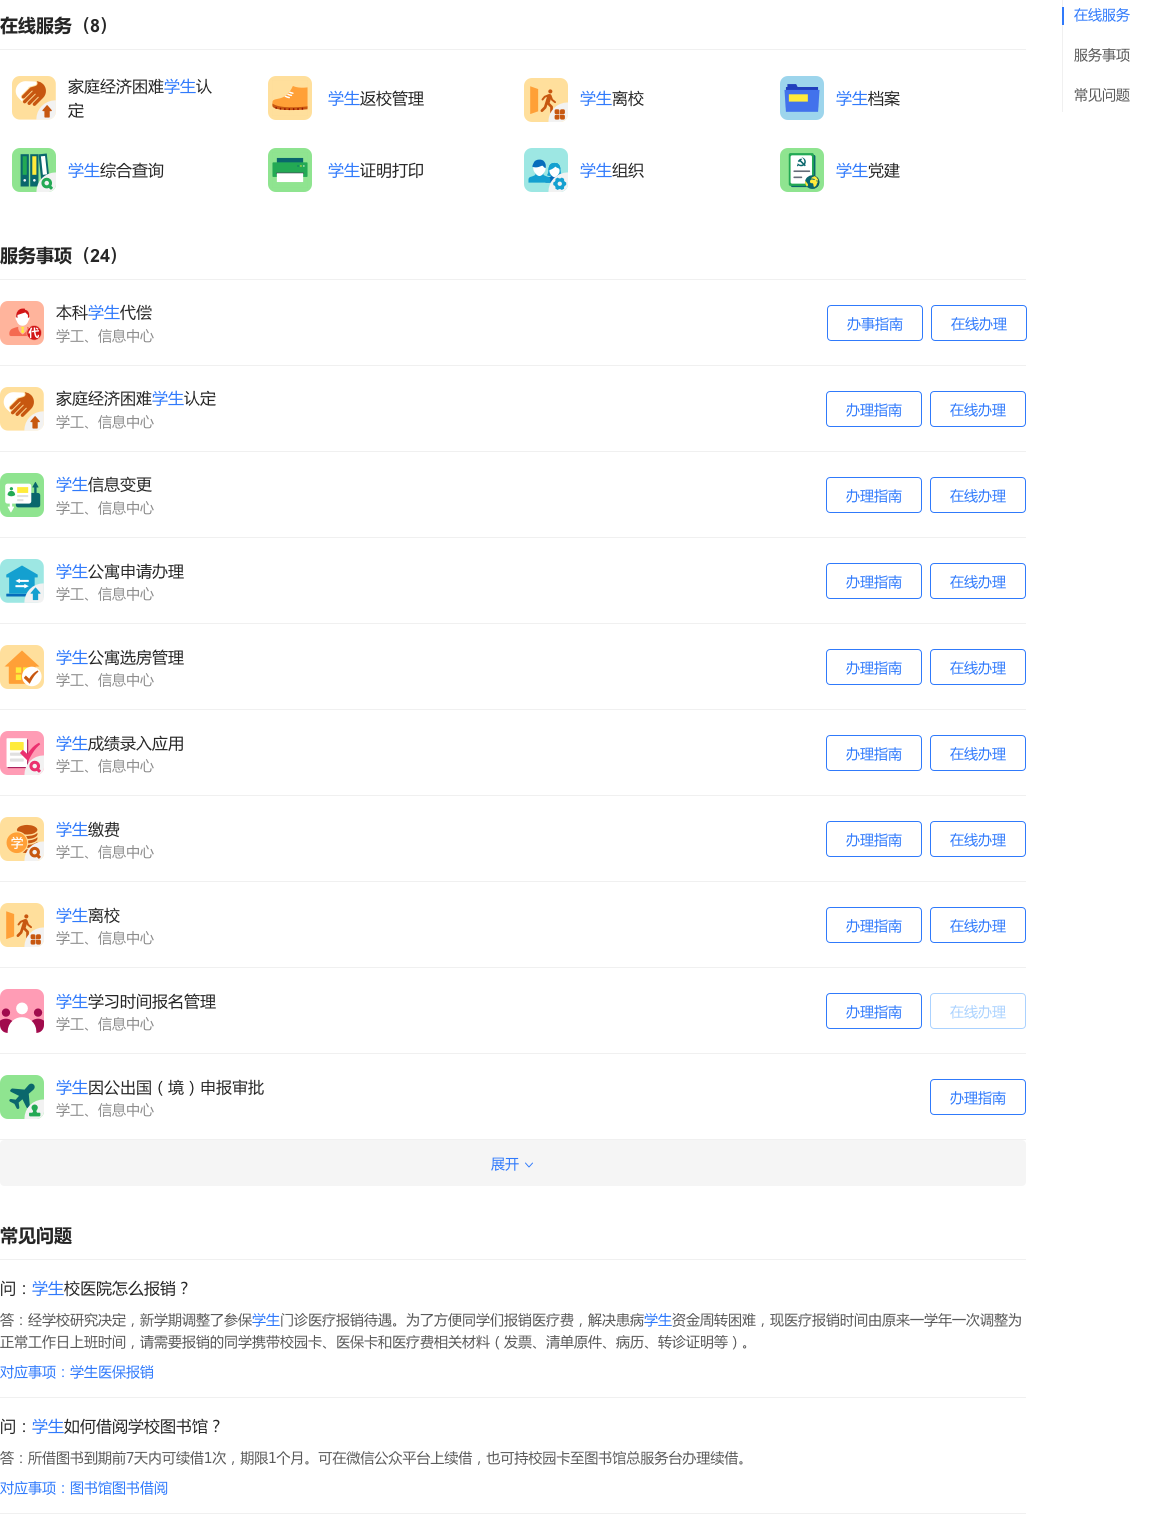 在线服务（8）
家庭经济困难学生认
定
学生返校管理
学生离校
学生档案
学生综合查询
学生证明打印
学生组织
学生党建
在线服务
服务事项
常见问题
服务事项（24）
代
本科学生代偿
学工、信息中心
办事指南
在线办理
家庭经济困难学生认定
学工、信息中心
办理指南
在线办理
学生信息变更
学工、信息中心
办理指南
在线办理
学生公寓申请办理
学工、信息中心
办理指南
在线办理
学生公寓选房管理
学工、信息中心
办理指南
在线办理
学生成绩录入应用
学工、信息中心
办理指南
在线办理
学
学生缴费
学工、信息中心
办理指南
在线办理
学生离校
学工、信息中心
办理指南
在线办理
学生学习时间报名管理
学工、信息中心
办理指南
在线办理
学生因公出国（境）申报审批
学工、信息中心
办理指南
展开
常见问题
问：学生校医院怎么报销？
答：经学校研究决定，新学期调整了参保学生门诊医疗报销待遇。为了方便同学们报销医疗费，解决患病学生资金周转困难，现医疗报销时间由原来一学年一次调整为
正常工作日上班时间，请需要报销的同学携带校园卡、医保卡和医疗费相关材料（发票、清单原件、病历、转诊证明等）。
对应事项：学生医保报销
问：学生如何借阅学校图书馆？
答：所借图书到期前7天内可续借1次，期限1个月。可在微信公众平台上续借，也可持校园卡至图书馆总服务台办理续借。
对应事项：图书馆图书借阅